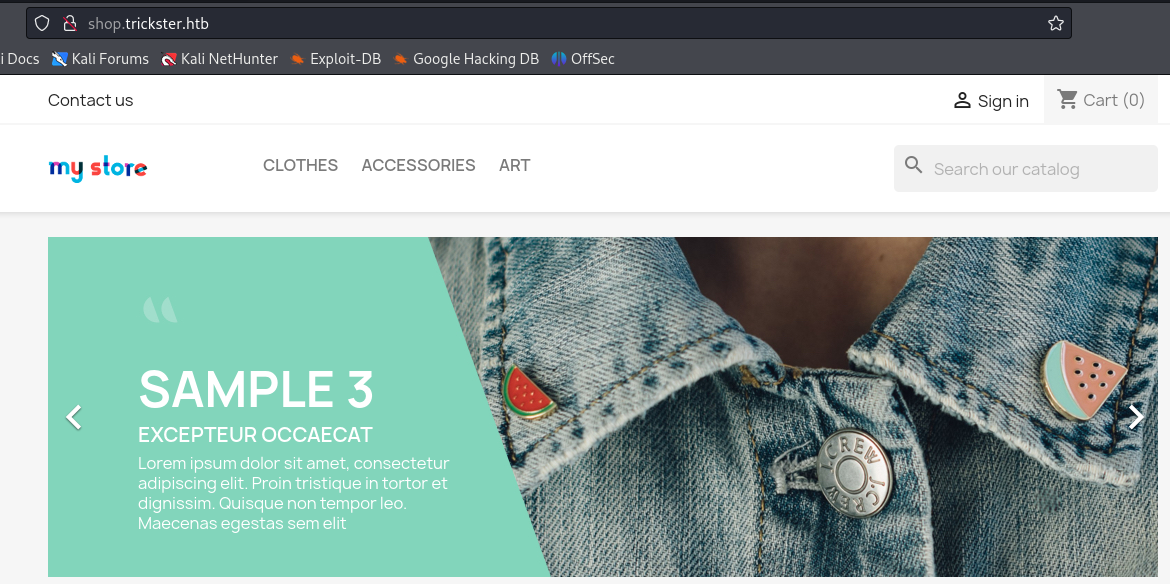 shop.trickster.htb
i Docs Kali Forums Kali NetHunter Exploit-DB Google Hacking DB OffSec
Contact us Sign in Cart (0)
my store CLOTHES ACCESSORIES ART Search our catalog
“
SAMPLE 3
EXCEPTEUR OCCAECAT
Lorem ipsum dolor sit amet, consectetur
adipiscing elit. Proin tristique in tortor et
dignissim. Quisque non tempor leo.
Maecenas egestas sem elit
J.CREW J.CREW